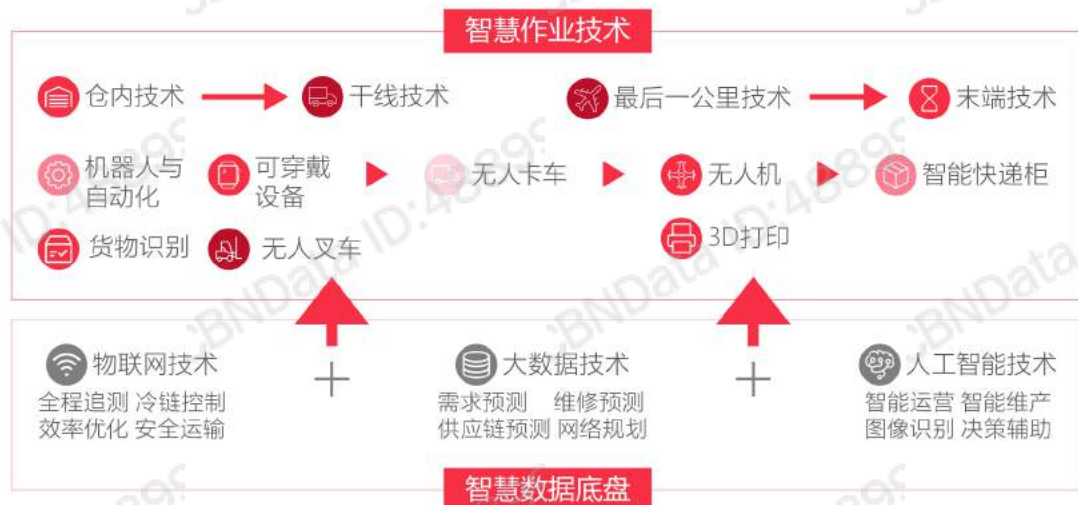 智慧作业技术
仓内技术 干线技术 最后一公里技术 末端技术
机器人与自动化 可穿戴设备 无人卡车 无人机 智能快递柜
货物识别 无人叉车 3D打印
物联网技术 + 大数据技术 + 人工智能技术
全程追测 冷链控制 需求预测 维修预测 智能运营 智能维产
效率优化 安全运输 供应链预测 网络规划 图像识别 决策辅助
智慧数据底盘